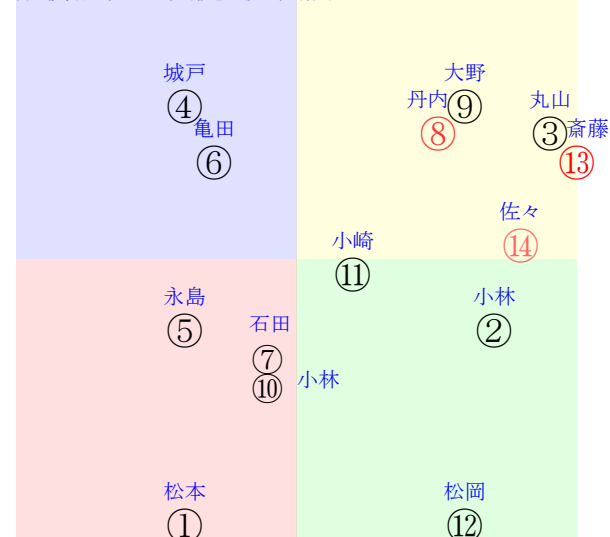 城戸
④
亀田
⑥
大野
⑨
丹内
⑧
丸山
③
斎藤
⑬
佐々
⑭
小崎
⑪
永島
⑤
石田
⑦
⑩
小林
小林
②
松本
①
松岡
⑫